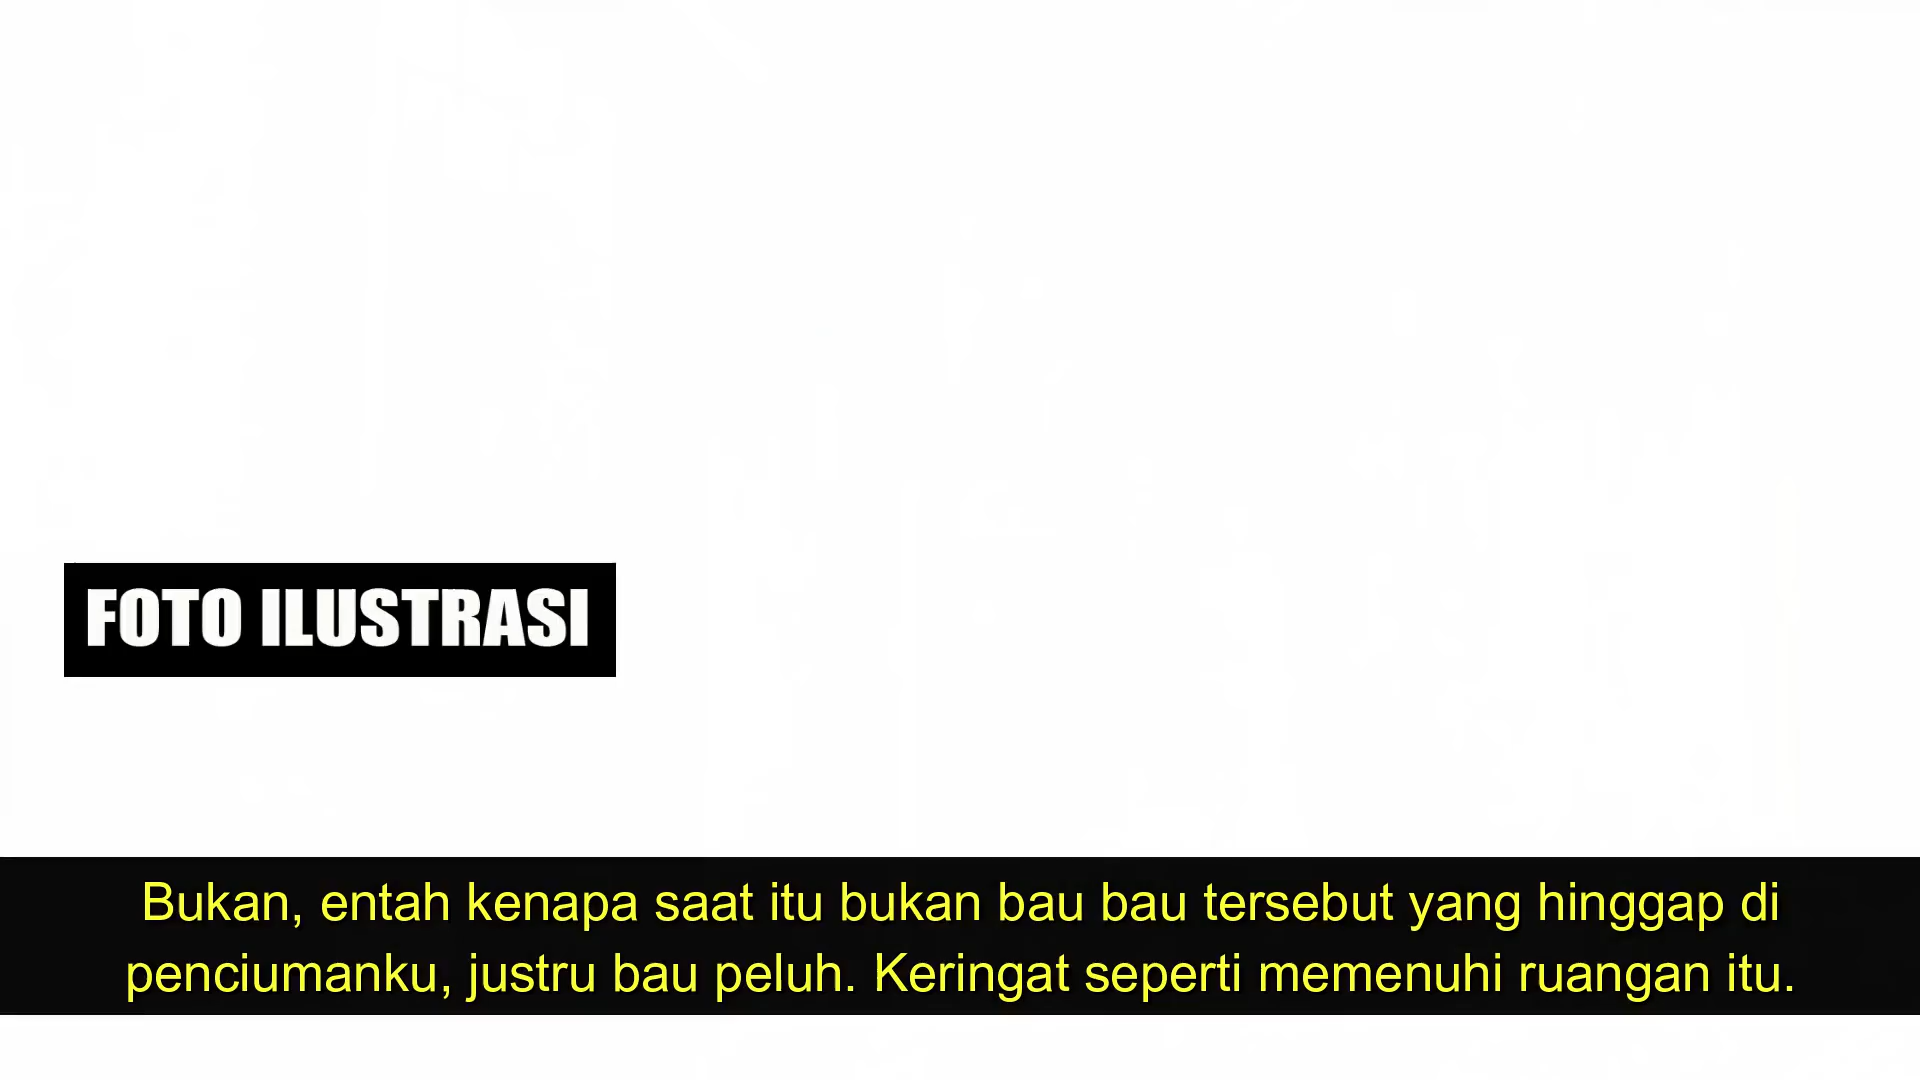 FOTO ILUSTRASI
Bukan, entah kenapa saat itu bukan bau bau tersebut yang hinggap di
penciumanku, justru bau peluh. Keringat seperti memenuhi ruangan itu.